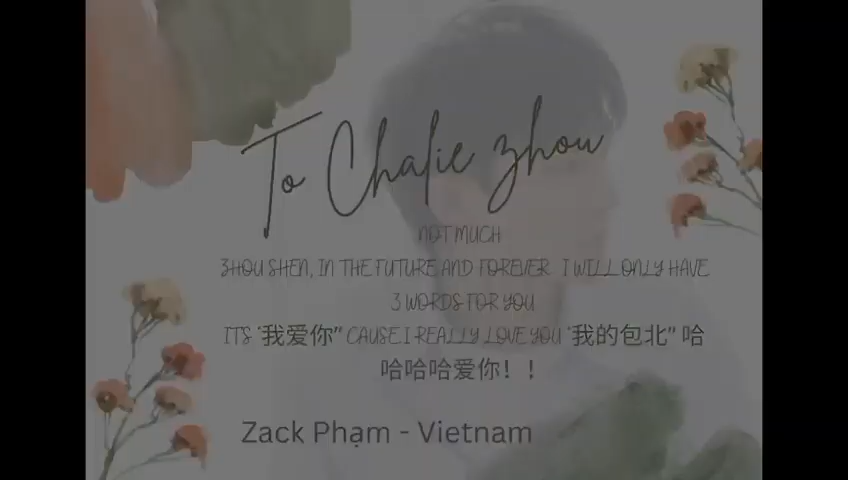 To Chalie zhou
NOT MUCH
ZHOU SHEN, IN THE FUTURE AND FOREVER I WILL ONLY HAVE
3 WORDS FOR YOU
ITS "我爱你" CAUSE I REALLY LOVE YOU "我的包北" 哈
哈哈哈爱你！！
Zack Phạm - Vietnam